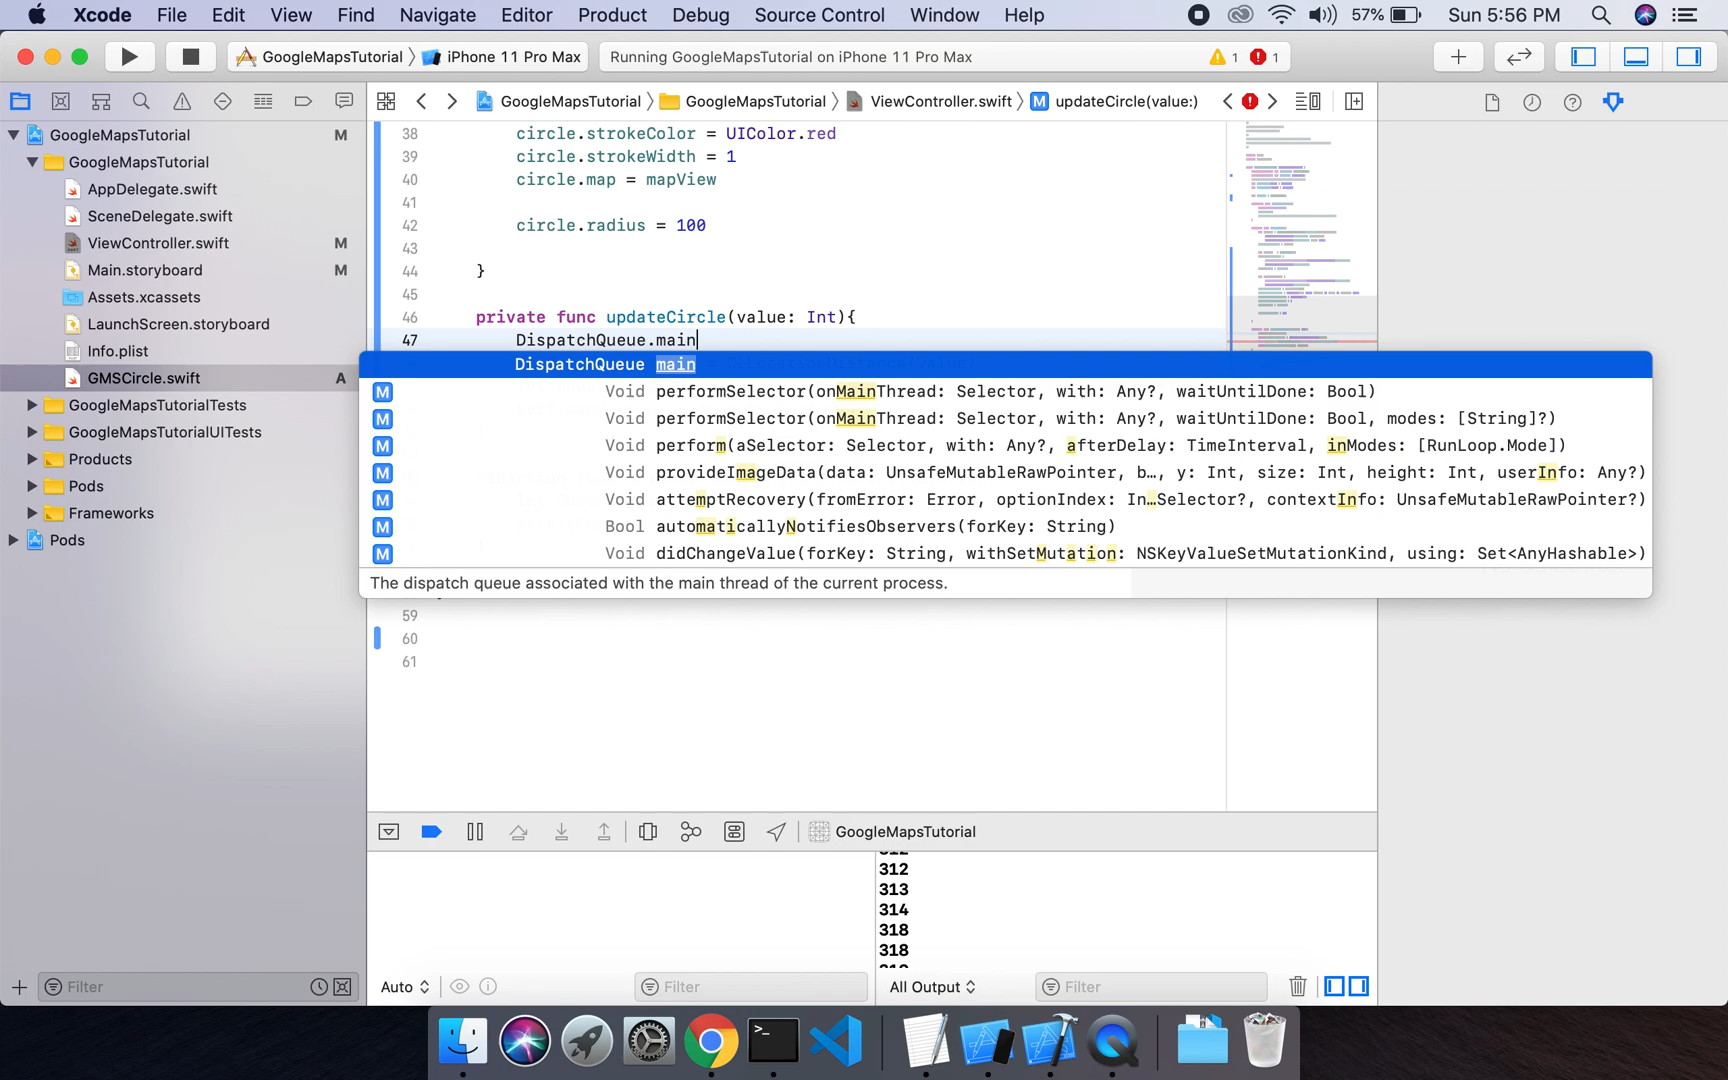 Xcode File Edit View Find Navigate Editor Product Debug Source Control Window Help 57% Sun 5:56 PM
GoogleMapsTutorial iPhone 11 Pro Max Running GoogleMapsTutorial on iPhone 11 Pro Max 1 1
GoogleMapsTutorial GoogleMapsTutorial ViewController.swift M updateCircle(value:)
GoogleMapsTutorial M
GoogleMapsTutorial
AppDelegate.swift
SceneDelegate.swift
ViewController.swift M
Main.storyboard M
Assets.xcassets
LaunchScreen.storyboard
Info.plist
GMSCircle.swift A
GoogleMapsTutorialTests
GoogleMapsTutorialUITests
Products
Pods
Frameworks
Pods
Filter
38 circle.strokeColor = UIColor.red
39 circle.strokeWidth = 1
40 circle.map = mapView
41
42 circle.radius = 100
43
44 }
45
46 private func updateCircle(value: Int){
47 DispatchQueue.main
DispatchQueue main
M Void performSelector(onMainThread: Selector, with: Any?, waitUntilDone: Bool)
M Void performSelector(onMainThread: Selector, with: Any?, waitUntilDone: Bool, modes: [String]?)
M Void perform(aSelector: Selector, with: Any?, afterDelay: TimeInterval, inModes: [RunLoop.Mode])
M Void provideImageData(data: UnsafeMutableRawPointer, b…, y: Int, size: Int, height: Int, userInfo: Any?)
M Void attemptRecovery(fromError: Error, optionIndex: In…Selector?, contextInfo: UnsafeMutableRawPointer?)
M Bool automaticallyNotifiesObservers(forKey: String)
M Void didChangeValue(forKey: String, withSetMutation: NSKeyValueSetMutationKind, using: Set<AnyHashable>)
The dispatch queue associated with the main thread of the current process.
59
60
61
GoogleMapsTutorial
312
313
314
318
318
Auto Filter All Output Filter